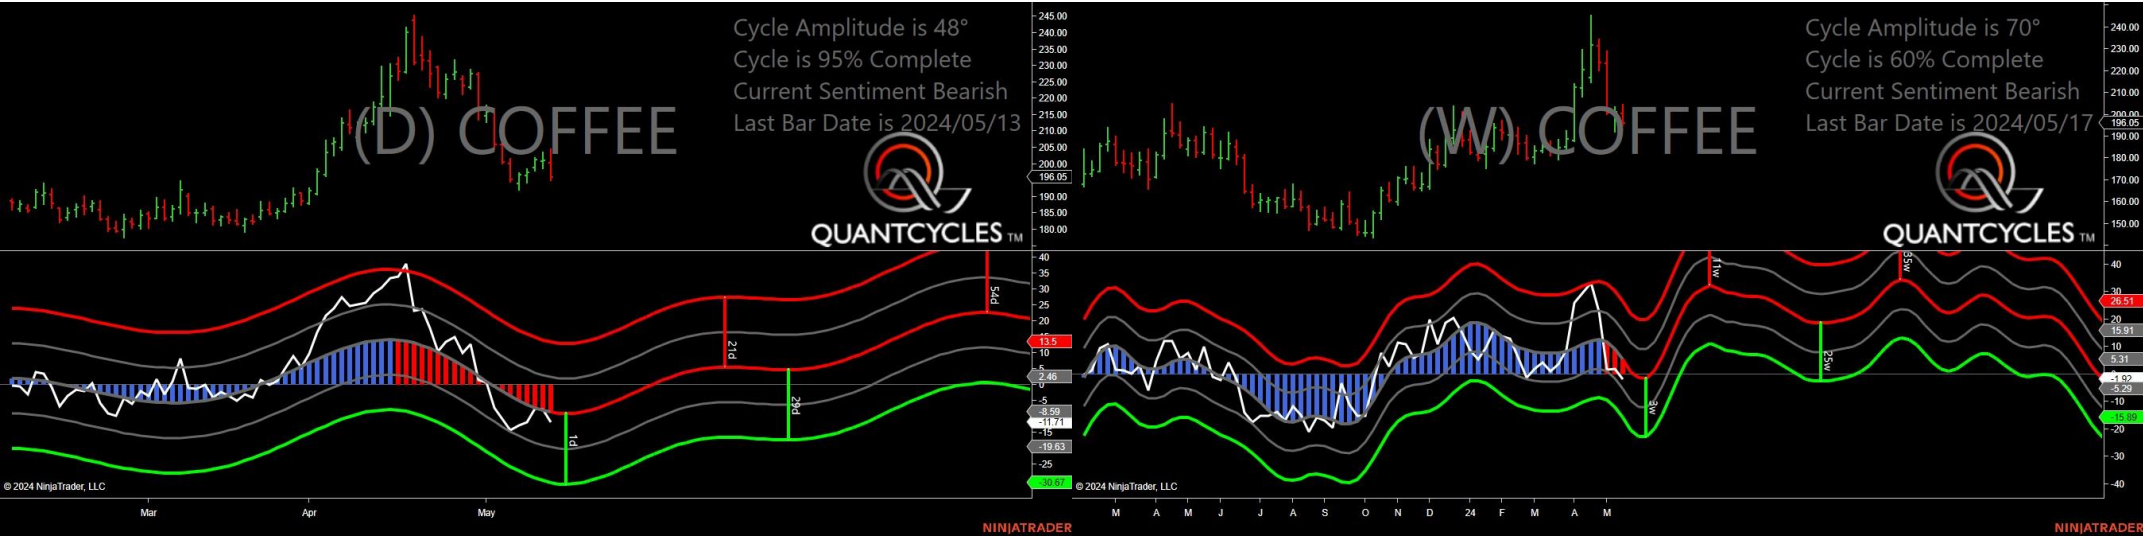 Cycle Amplitude is 48°
Cycle is 95% Complete
Current Sentiment Bearish
Last Bar Date is 2024/05/13
(D) COFFEE
QUANTCYCLES TM
245.00
240.00
235.00
230.00
225.00
220.00
215.00
210.00
205.00
200.00
196.05
190.00
185.00
180.00
40
35
30
25
20
15
13.5
10
5
2.46
0
-5
-8.59
-11.71
-15
-19.63
-25
-30.67
54d
21d
29d
1d
© 2024 NinjaTrader, LLC
Mar Apr May
NINJATRADER
Cycle Amplitude is 70°
Cycle is 60% Complete
Current Sentiment Bearish
Last Bar Date is 2024/05/17
(W) COFFEE
QUANTCYCLES TM
240.00
230.00
220.00
210.00
200.00
196.05
190.00
180.00
170.00
160.00
150.00
40
30
26.51
20
15.91
10
5.31
-1.92
-5.29
-10
-15.89
-20
-30
-40
11w
35w
25w
3w
© 2024 NinjaTrader, LLC
M A M J J A S O N D 24 F M A M
NINJATRADER